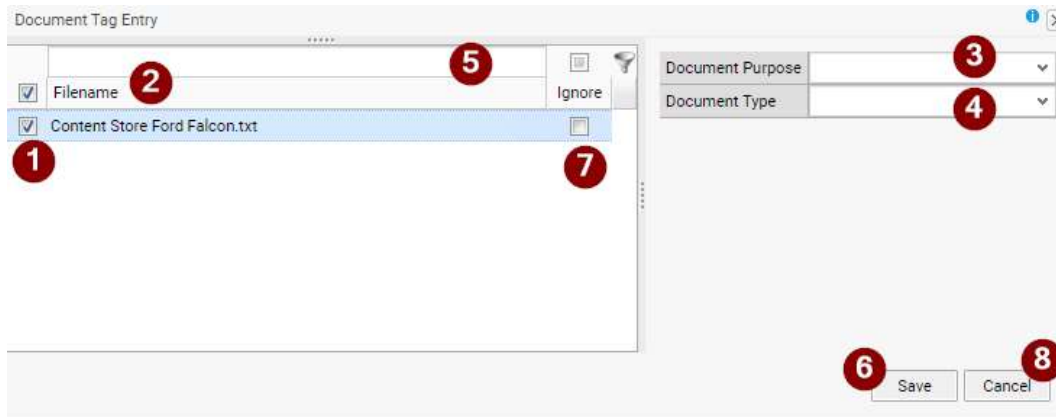 Document Tag Entry
5
3
Document Purpose
2
Filename
Ignore
4
Document Type
Content Store Ford Falcon.txt
1
7
6
8
Save
Cancel